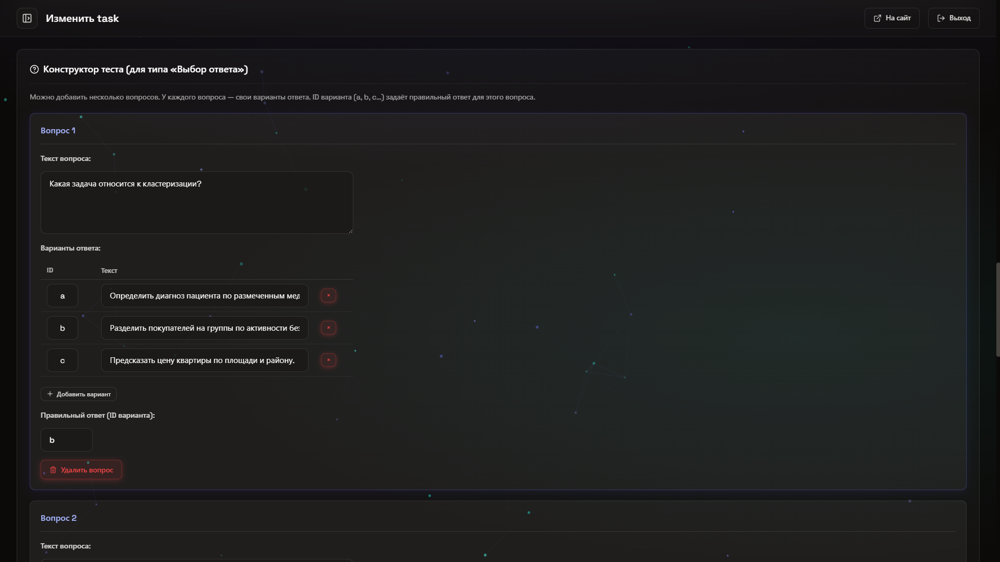 Изменить task
На сайт
Выход
Конструктор теста (для типа «Выбор ответа»)
Можно добавить несколько вопросов. У каждого вопроса — свои варианты ответа. ID варианта (a, b, c...) задаёт правильный ответ для этого вопроса.
Вопрос 1
Текст вопроса:
Какая задача относится к кластеризации?
Варианты ответа:
ID Текст
a Определить диагноз пациента по размеченным мед
b Разделить покупателей на группы по активности без
c Предсказать цену квартиры по площади и району.
+ Добавить вариант
Правильный ответ (ID варианта):
b
Удалить вопрос
Вопрос 2
Текст вопроса: